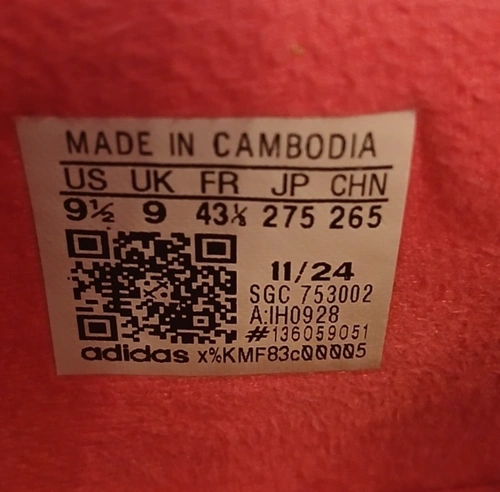 MADE IN CAMBODIA
US UK FR JP CHN
9½ 9 43⅓ 275 265
11/24
SGC 753002
A:IH0928
#136059051
adidas x%KMF83c00005